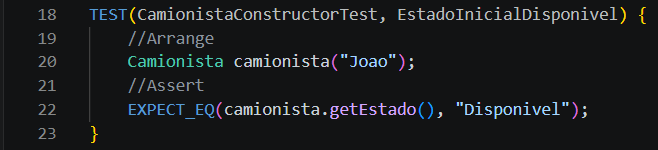 18 TEST(CamionistaConstructorTest, EstadoInicialDisponivel) {
19 //Arrange
20 Camionista camionista("Joao");
21 //Assert
22 EXPECT_EQ(camionista.getEstado(), "Disponivel");
23 }